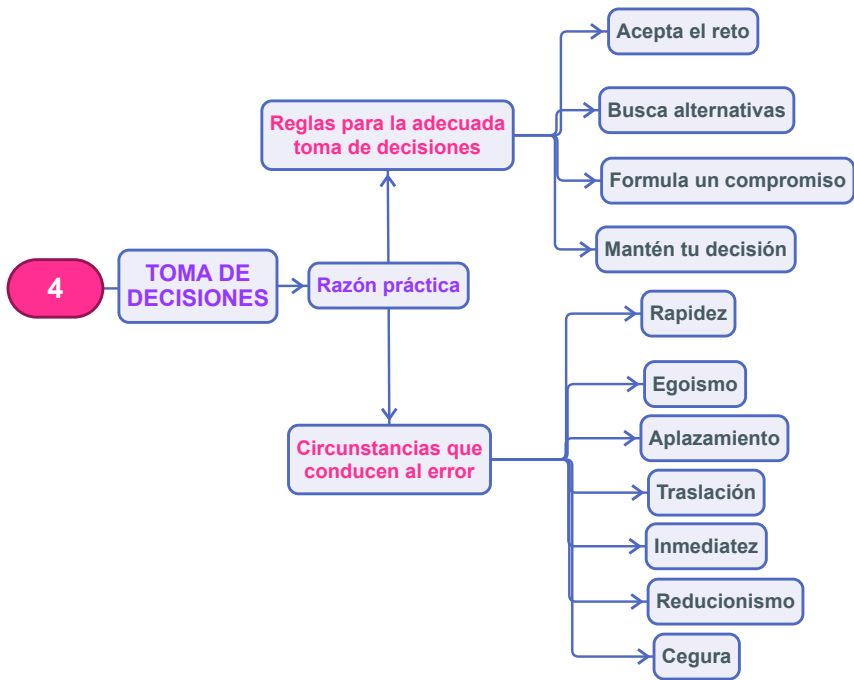 4
TOMA DE
DECISIONES
Razón práctica
Reglas para la adecuada
toma de decisiones
Acepta el reto
Busca alternativas
Formula un compromiso
Mantén tu decisión
Circunstancias que
conducen al error
Rapidez
Egoismo
Aplazamiento
Traslación
Inmediatez
Reducionismo
Cegura